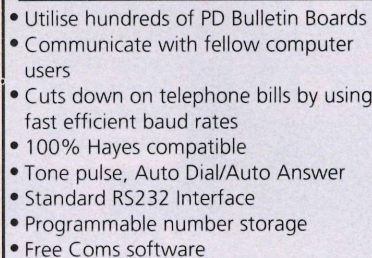 • Utilise hundreds of PD Bulletin Boards
• Communicate with fellow computer
users
• Cuts down on telephone bills by using
fast efficient baud rates
• 100% Hayes compatible
• Tone pulse, Auto Dial/Auto Answer
• Standard RS232 Interface
• Programmable number storage
• Free Coms software